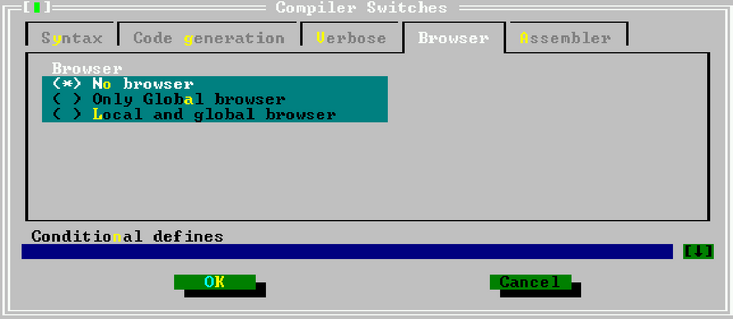 [■] Compiler Switches
Syntax Code generation Verbose Browser Assembler
Browser
(*) No browser
( ) Only Global browser
( ) Local and global browser
Conditional defines
[↓]
OK Cancel